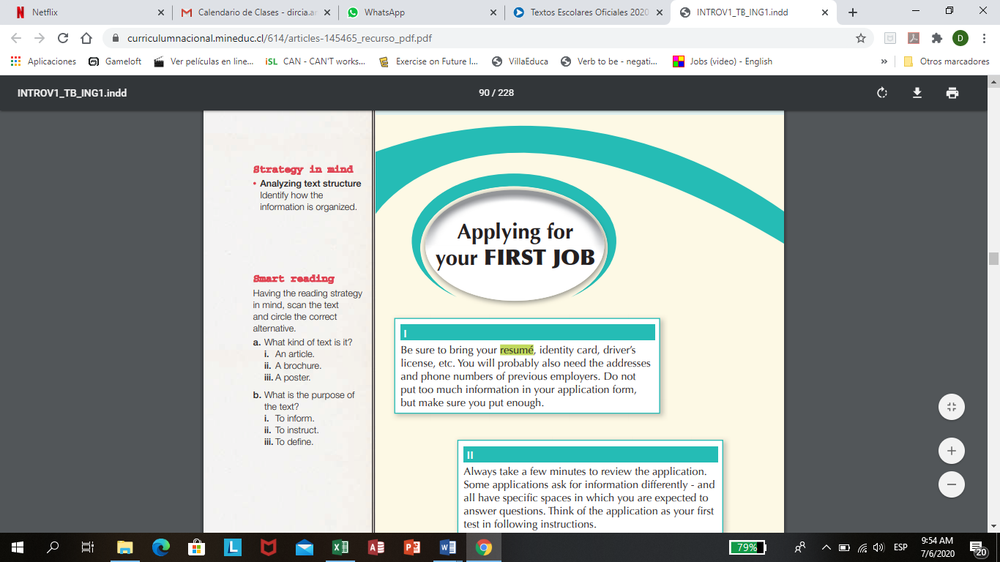 Netflix
Calendario de Clases - dircia.ar
WhatsApp
Textos Escolares Oficiales 2020
INTROV1_TB_ING1.indd
curriculumnacional.mineduc.cl/614/articles-145465_recurso_pdf.pdf
D
Aplicaciones
Gameloft
Ver películas en line...
iSL CAN - CAN'T works...
Exercise on Future I...
VillaEduca
Verb to be - negati...
Jobs (video) - English
»
Otros marcadores
INTROV1_TB_ING1.indd
90 / 228
Strategy in mind
• Analyzing text structure
Identify how the
information is organized.
Smart reading
Having the reading strategy
in mind, scan the text
and circle the correct
alternative.
a. What kind of text is it?
i. An article.
ii. A brochure.
iii. A poster.
b. What is the purpose of
the text?
i. To inform.
ii. To instruct.
iii. To define.
Applying for
your FIRST JOB
I
Be sure to bring your resumé, identity card, driver's
license, etc. You will probably also need the addresses
and phone numbers of previous employers. Do not
put too much information in your application form,
but make sure you put enough.
II
Always take a few minutes to review the application.
Some applications ask for information differently - and
all have specific spaces in which you are expected to
answer questions. Think of the application as your first
test in following instructions.
79%
ESP
9:54 AM
7/6/2020
20